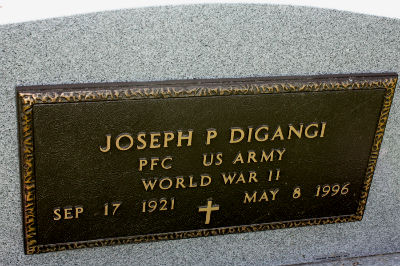 JOSEPH P DIGANGI
PFC US ARMY
WORLD WAR II
SEP 17 1921 MAY 8 1996